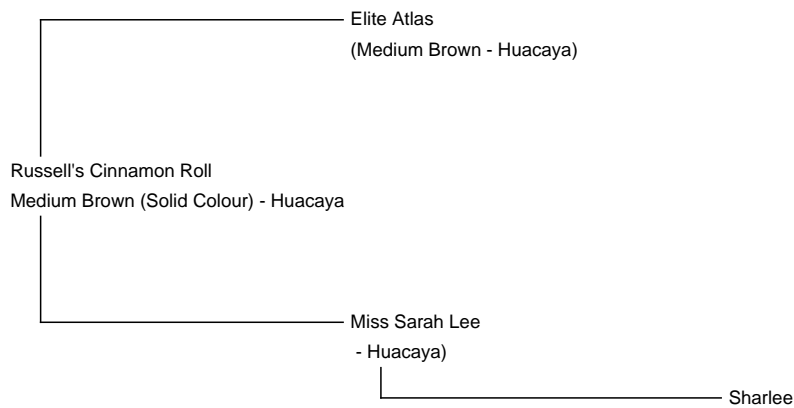 Elite Atlas
(Medium Brown - Huacaya)
Russell's Cinnamon Roll
Medium Brown (Solid Colour) - Huacaya
Miss Sarah Lee
- Huacaya)
Sharlee